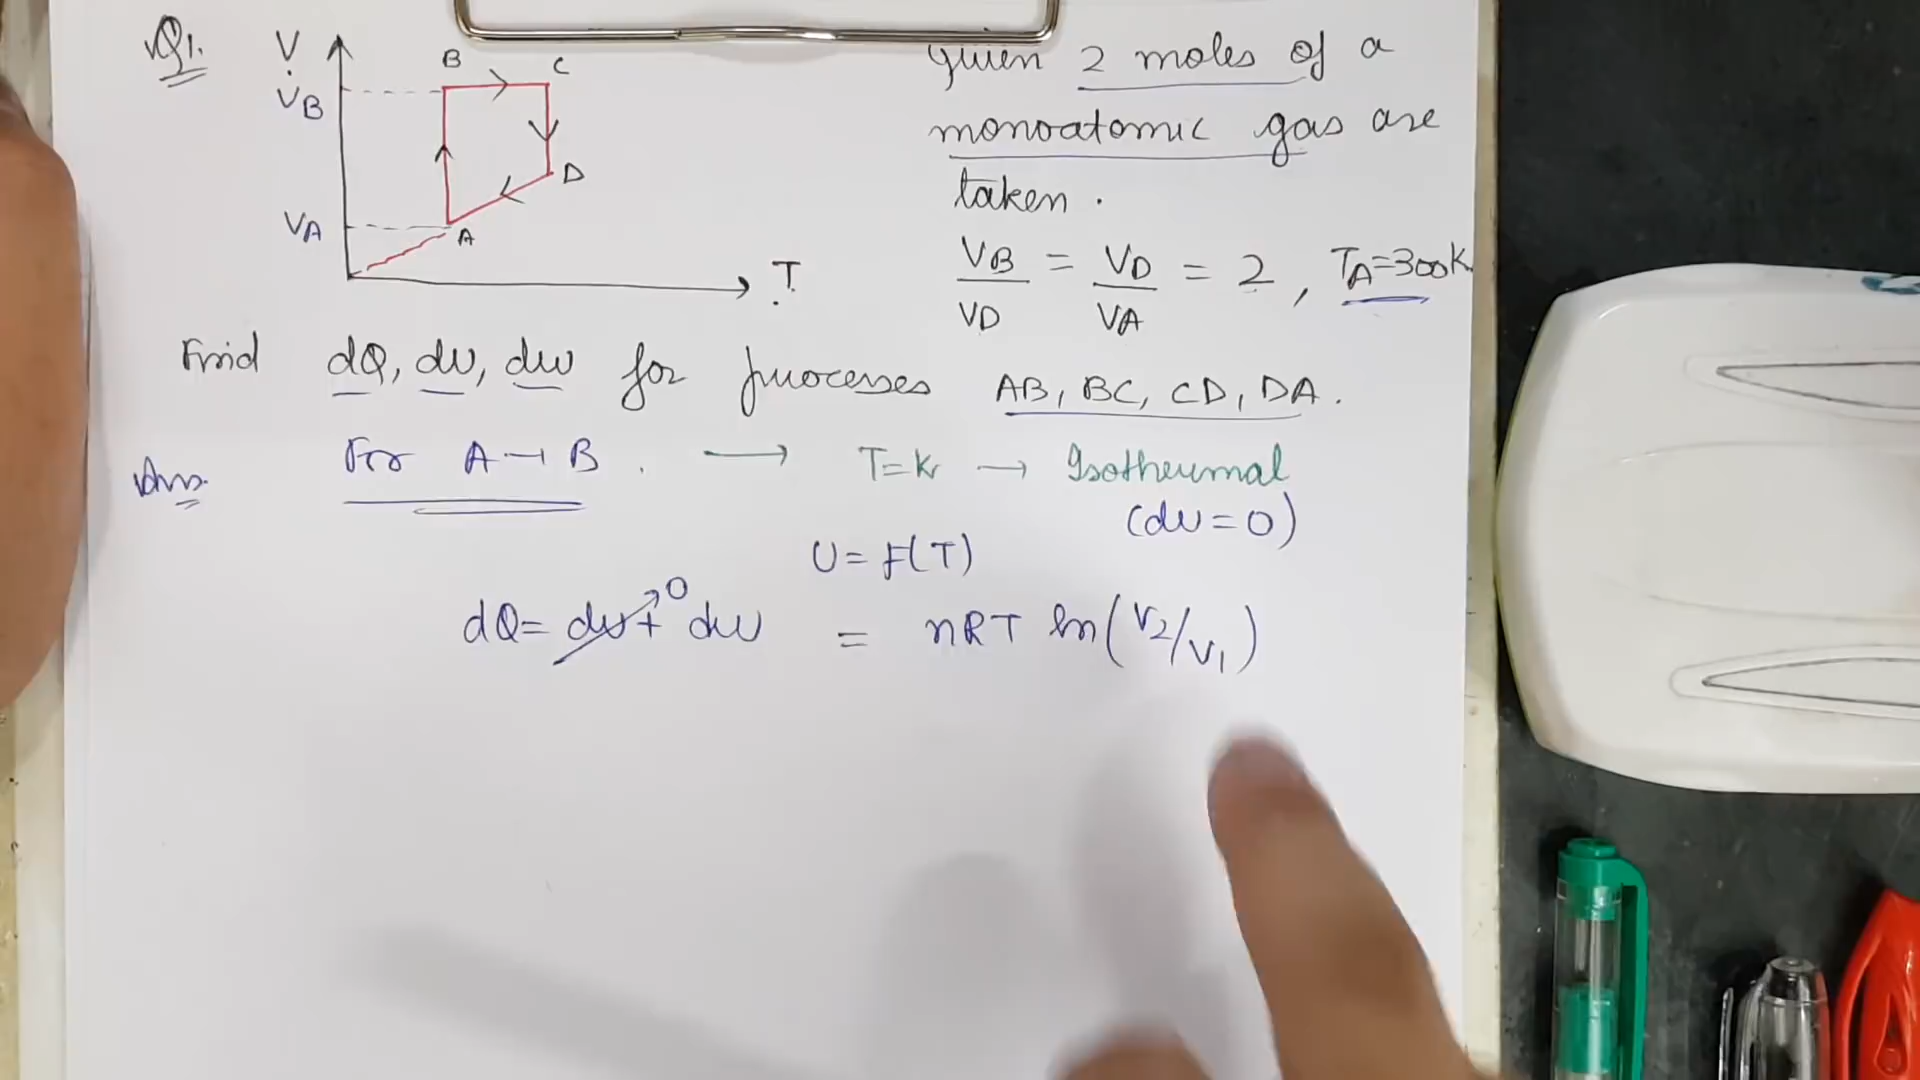 Q1.
V
VB
VA
B
C
D
A
T
Given 2 moles of a
monoatomic gas are
taken.
VB/VD = VD/VA = 2, TA=300K
Find dQ, dU, dW for processes AB, BC, CD, DA.
Ans. For A → B. → T=K → Isothermal
(dU=0)
U = f(T)
dQ = dU + dW = nRT ln(V2/V1)
0